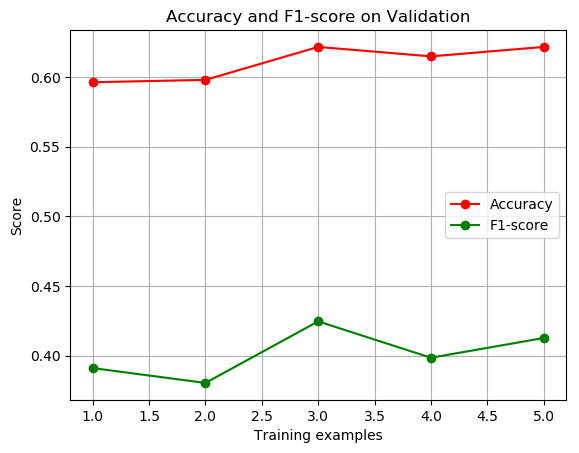 Accuracy and F1-score on Validation
Score
0.60
0.55
0.50
0.45
0.40
Accuracy
F1-score
1.0 1.5 2.0 2.5 3.0 3.5 4.0 4.5 5.0
Training examples